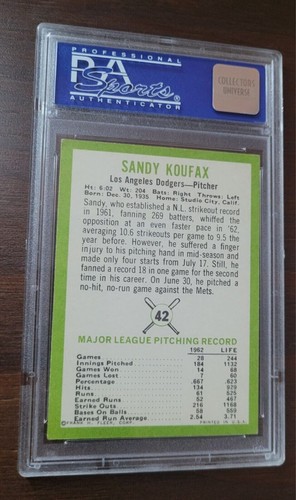 PROFESSIONAL
PSA
Sports
AUTHENTICATOR
COLLECTORS
UNIVERSE
SANDY KOUFAX
Los Angeles Dodgers—Pitcher
Ht: 6-02 Wt: 204 Bats: Right Throws: Left
Born: Dec. 30, 1935 Home: Studio City, Calif.
Sandy, who established a N.L. strikeout record
in 1961, fanning 269 batters, whiffed the
opposition at an even faster pace in '62,
averaging 10.6 strikeouts per game to 9.5 the
year before. However, he suffered a finger
injury to his pitching hand in mid-season and
made only four starts from July 17. Still, he
fanned a record 18 in one game for the second
time in his career. On June 30, he pitched a
no-hit, no-run game against the Mets.
42
MAJOR LEAGUE PITCHING RECORD
1962 LIFE
Games 28 244
Innings Pitched 184 1132
Games Won 14 68
Games Lost 7 60
Percentage .667 .623
Hits 134 979
Runs 61 525
Earned Runs 52 467
Strike Outs 216 1168
Bases On Balls 58 559
Earned Run Average 2.54 3.71
©FRANK H. FLEER, CORP. PRINTED IN U.S.A.